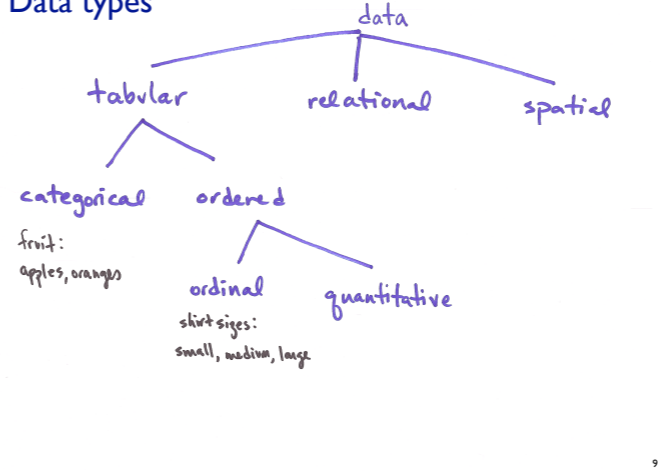 Data types
data
tabular
relational
spatial
categorical
ordered
fruit:
apples, oranges
ordinal
quantitative
shirt sizes:
small, medium, large
9